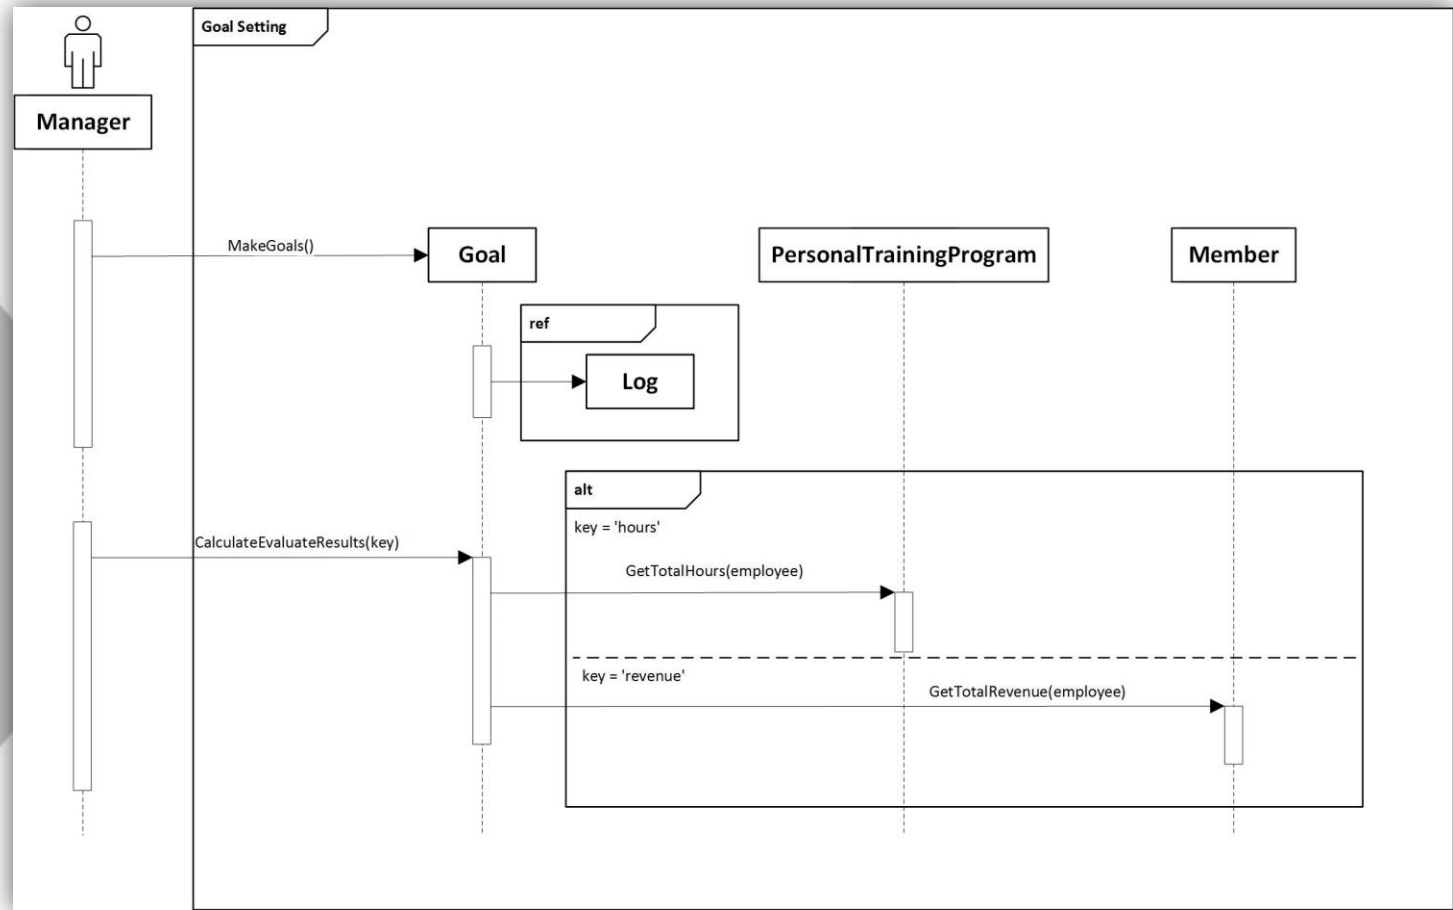 Goal Setting
Manager
MakeGoals()
Goal
PersonalTrainingProgram
Member
ref
Log
alt
key = 'hours'
CalculateEvaluateResults(key)
GetTotalHours(employee)
key = 'revenue'
GetTotalRevenue(employee)